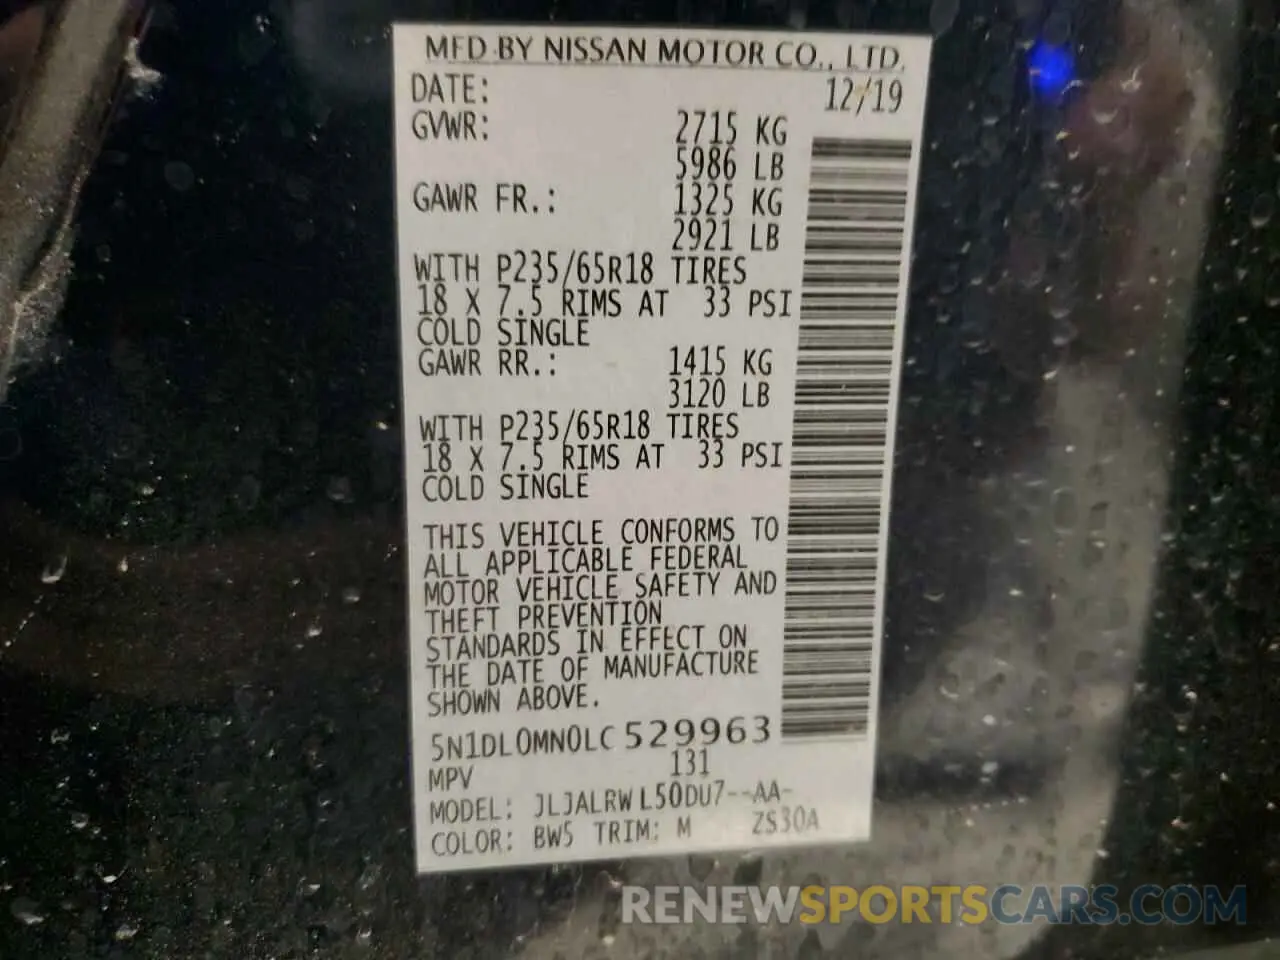 MFD BY NISSAN MOTOR CO., LTD.
DATE: 12/19
GVWR: 2715 KG
5986 LB
GAWR FR.: 1325 KG
2921 LB
WITH P235/65R18 TIRES
18 X 7.5 RIMS AT 33 PSI
COLD SINGLE
GAWR RR.: 1415 KG
3120 LB
WITH P235/65R18 TIRES
18 X 7.5 RIMS AT 33 PSI
COLD SINGLE
THIS VEHICLE CONFORMS TO
ALL APPLICABLE FEDERAL
MOTOR VEHICLE SAFETY AND
THEFT PREVENTION
STANDARDS IN EFFECT ON
THE DATE OF MANUFACTURE
SHOWN ABOVE.
5N1DL0MN0LC529963
MPV 131
MODEL: JLJALRWL50DU7--AA-
COLOR: BW5 TRIM: M ZS30A
RENEWSPORTSCARS.COM